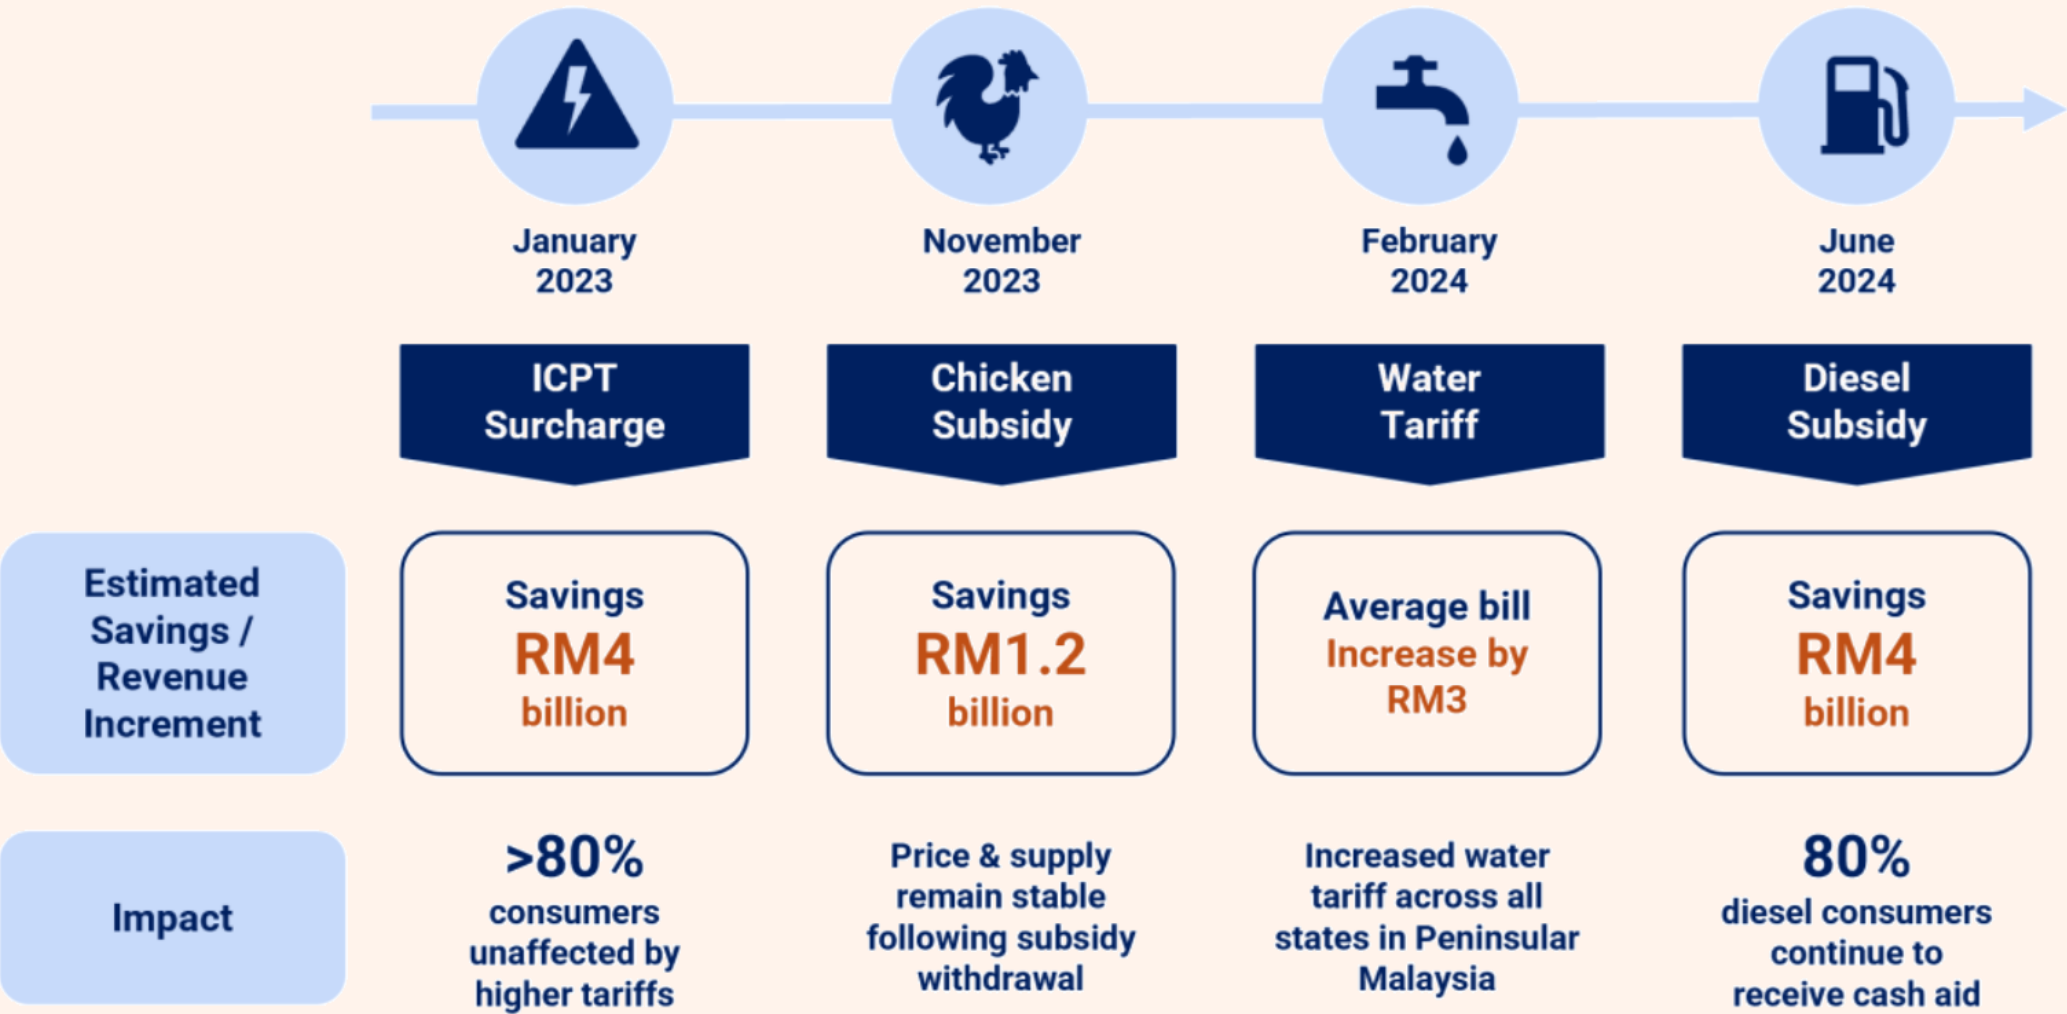 January
2023
November
2023
February
2024
June
2024
ICPT
Surcharge
Chicken
Subsidy
Water
Tariff
Diesel
Subsidy
Estimated
Savings /
Revenue
Increment
Savings
RM4
billion
Savings
RM1.2
billion
Average bill
Increase by
RM3
Savings
RM4
billion
Impact
>80%
consumers
unaffected by
higher tariffs
Price & supply
remain stable
following subsidy
withdrawal
Increased water
tariff across all
states in Peninsular
Malaysia
80%
diesel consumers
continue to
receive cash aid